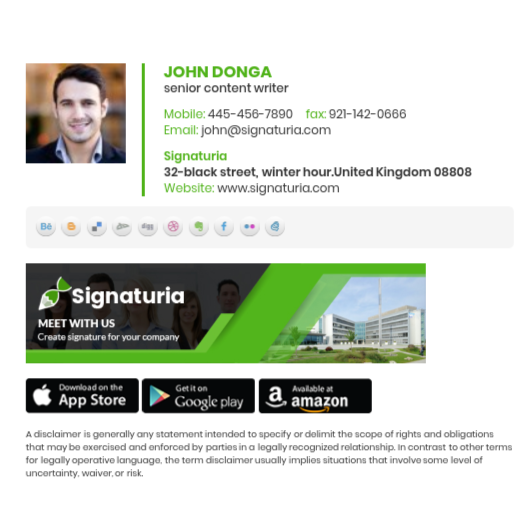 JOHN DONGA
senior content writer
Mobile: 445-456-7890 fax: 921-142-0666
Email: john@signaturia.com
Signaturia
32-black street, winter hour.United Kingdom 08808
Website: www.signaturia.com
Bē
digg
f
Signaturia
MEET WITH US
Create signature for your company
Download on the
App Store
Get it on
Google play
Available at
amazon
A disclaimer is generally any statement intended to specify or delimit the scope of rights and obligations
that may be exercised and enforced by parties in a legally recognized relationship. In contrast to other terms
for legally operative language, the term disclaimer usually implies situations that involve some level of
uncertainty, waiver, or risk.